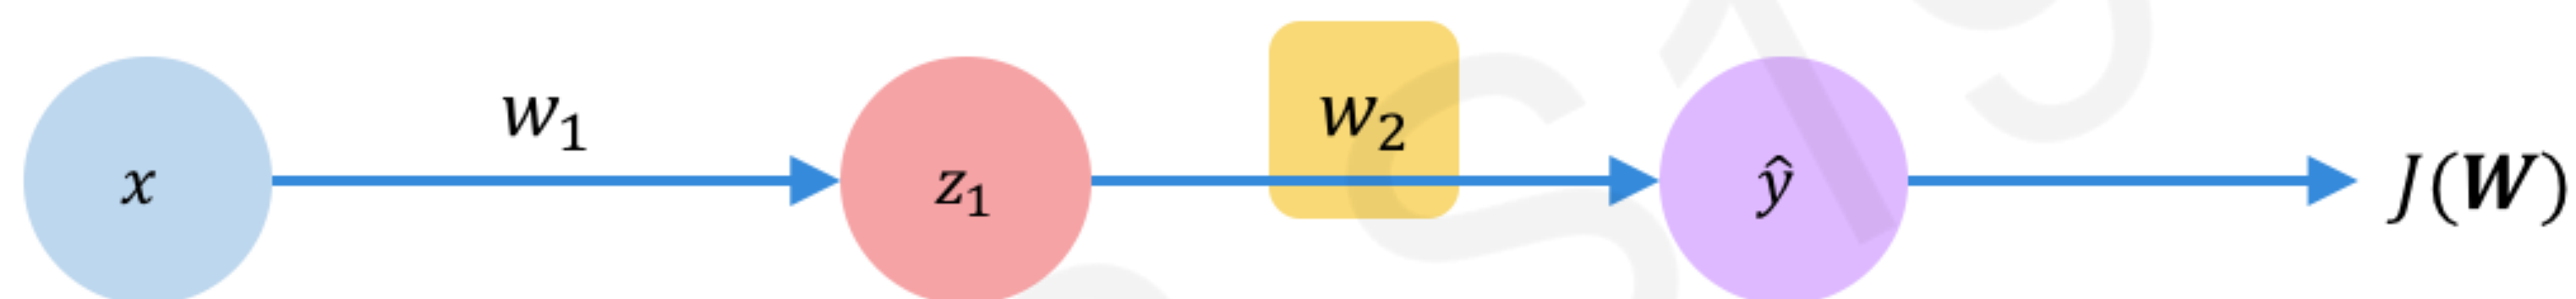 x w₁ z₁ w₂ ŷ J(W)